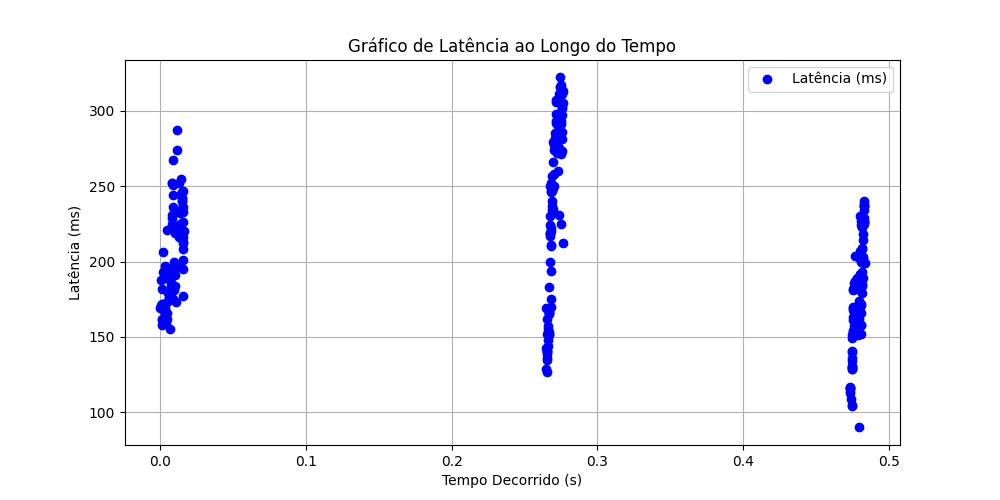 Gráfico de Latência ao Longo do Tempo
Latência (ms)
Latência (ms)
300
250
200
150
100
0.0 0.1 0.2 0.3 0.4 0.5
Tempo Decorrido (s)